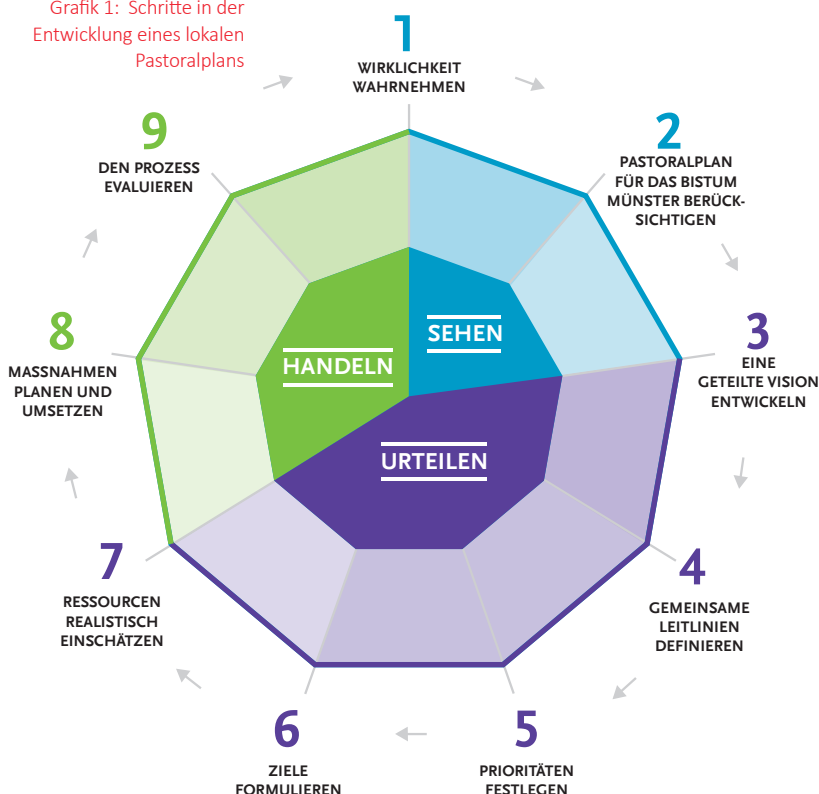 Grafik 1: Schritte in der
Entwicklung eines lokalen
Pastoralplans
1
WIRKLICHKEIT
WAHRNEHMEN
2
PASTORALPLAN
FÜR DAS BISTUM
MÜNSTER BERÜCK-
SICHTIGEN
3
EINE
GETEILTE VISION
ENTWICKELN
4
GEMEINSAME
LEITLINIEN
DEFINIEREN
5
PRIORITÄTEN
FESTLEGEN
6
ZIELE
FORMULIEREN
7
RESSOURCEN
REALISTISCH
EINSCHÄTZEN
8
MASSNAHMEN
PLANEN UND
UMSETZEN
9
DEN PROZESS
EVALUIEREN
SEHEN
URTEILEN
HANDELN